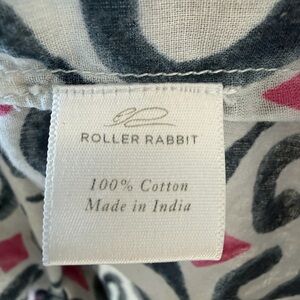 ROLLER RABBIT
100% Cotton
Made in India